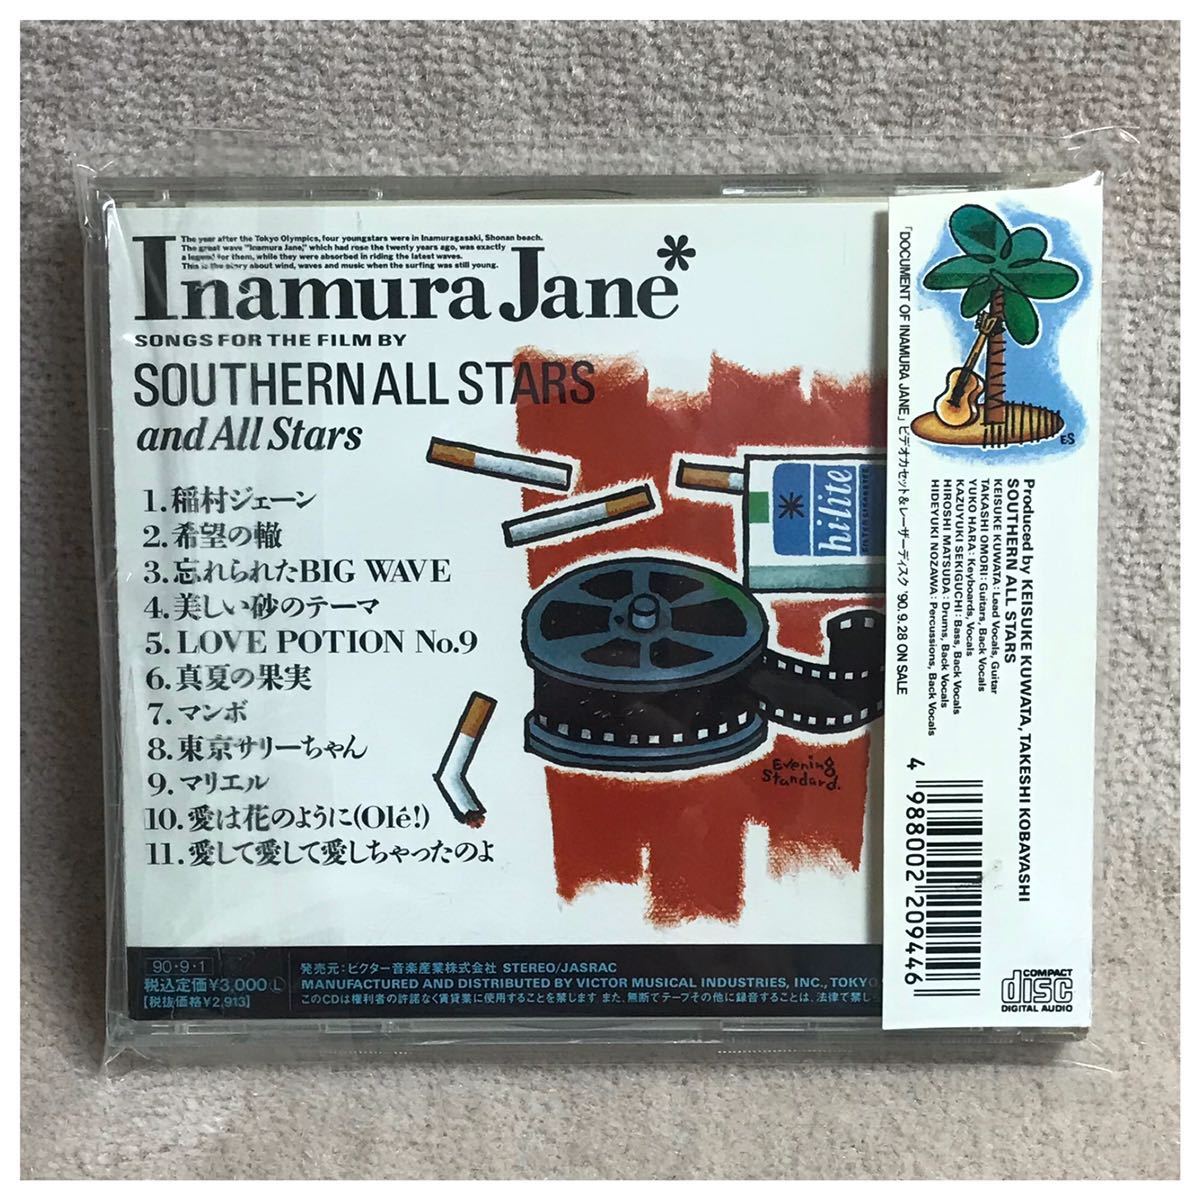 The year after the Tokyo Olympics, four youngstars were in Inamuragasaki, Shonan beach.
The great wave "Inamura Jane," which had rose the twenty years ago, was exactly
a legend for them, while they were absorbed in riding the latest waves.
This is the story about wind, waves and music when the surfing was still young.
Inamura Jane*
SONGS FOR THE FILM BY
SOUTHERN ALL STARS
and All Stars
1. 稲村ジェーン
2. 希望の轍
3. 忘れられたBIG WAVE
4. 美しい砂のテーマ
5. LOVE POTION No.9
6. 真夏の果実
7. マンボ
8. 東京サリーちゃん
9. マリエル
10. 愛は花のように(Olé!)
11. 愛して愛して愛しちゃったのよ
hi-lite
Evening
Standard.
90・9・1
税込定価¥3,000 Ⓛ
[税抜価格¥2,913]
発売元:ビクター音楽産業株式会社 STEREO/JASRAC
MANUFACTURED AND DISTRIBUTED BY VICTOR MUSICAL INDUSTRIES, INC., TOKYO
このCDは権利者の許諾なく賃貸業に使用することを禁じます また、無断でテープその他に録音することは、法律で禁じら
ES
Produced by KEISUKE KUWATA, TAKESHI KOBAYASHI
SOUTHERN ALL STARS
KEISUKE KUWATA: Lead Vocals, Guitar
TAKASHI OMORI: Guitars, Back Vocals
YUKO HARA: Keyboards, Vocals
KAZUYUKI SEKIGUCHI: Bass, Back Vocals
HIROSHI MATSUDA: Drums, Back Vocals
HIDEYUKI NOZAWA: Percussions, Back Vocals
「DOCUMENT OF INAMURA JANE」ビデオカセット&レーザーディスク '90.9.28 ON SALE
4 988002 209446
COMPACT
disc
DIGITAL AUDIO